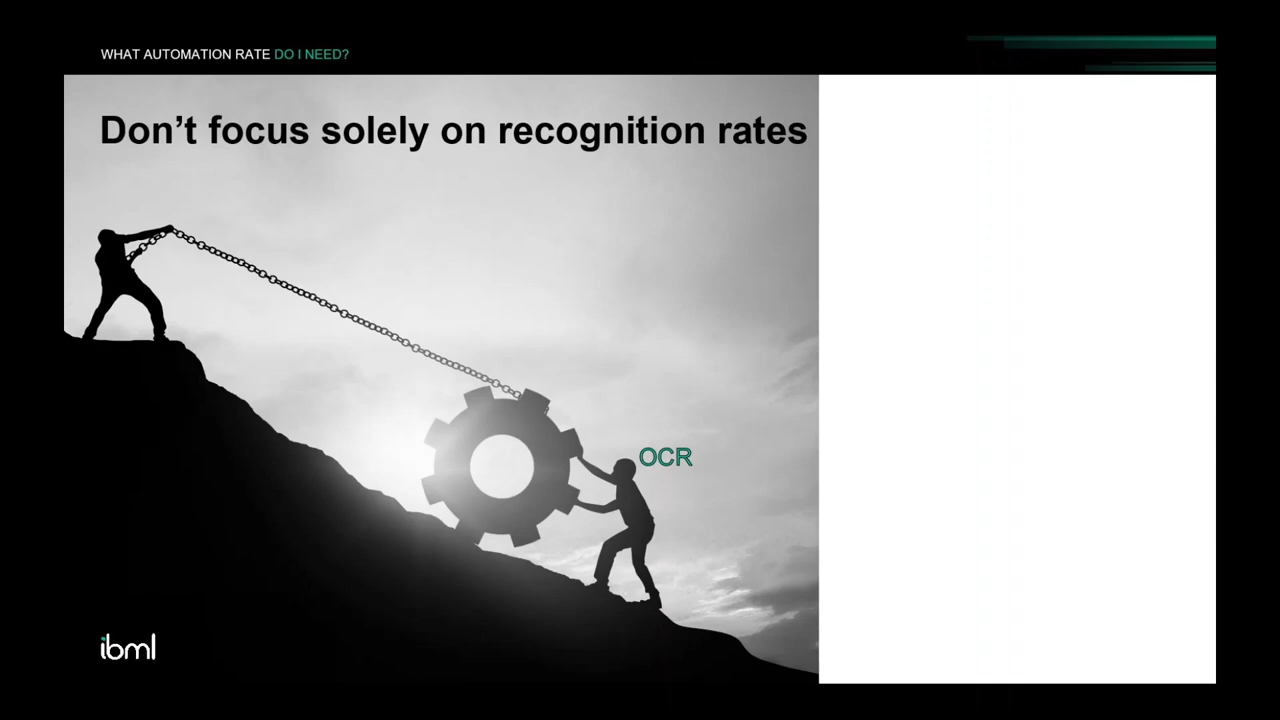 WHAT AUTOMATION RATE DO I NEED?
Don’t focus solely on recognition rates
OCR
ibml